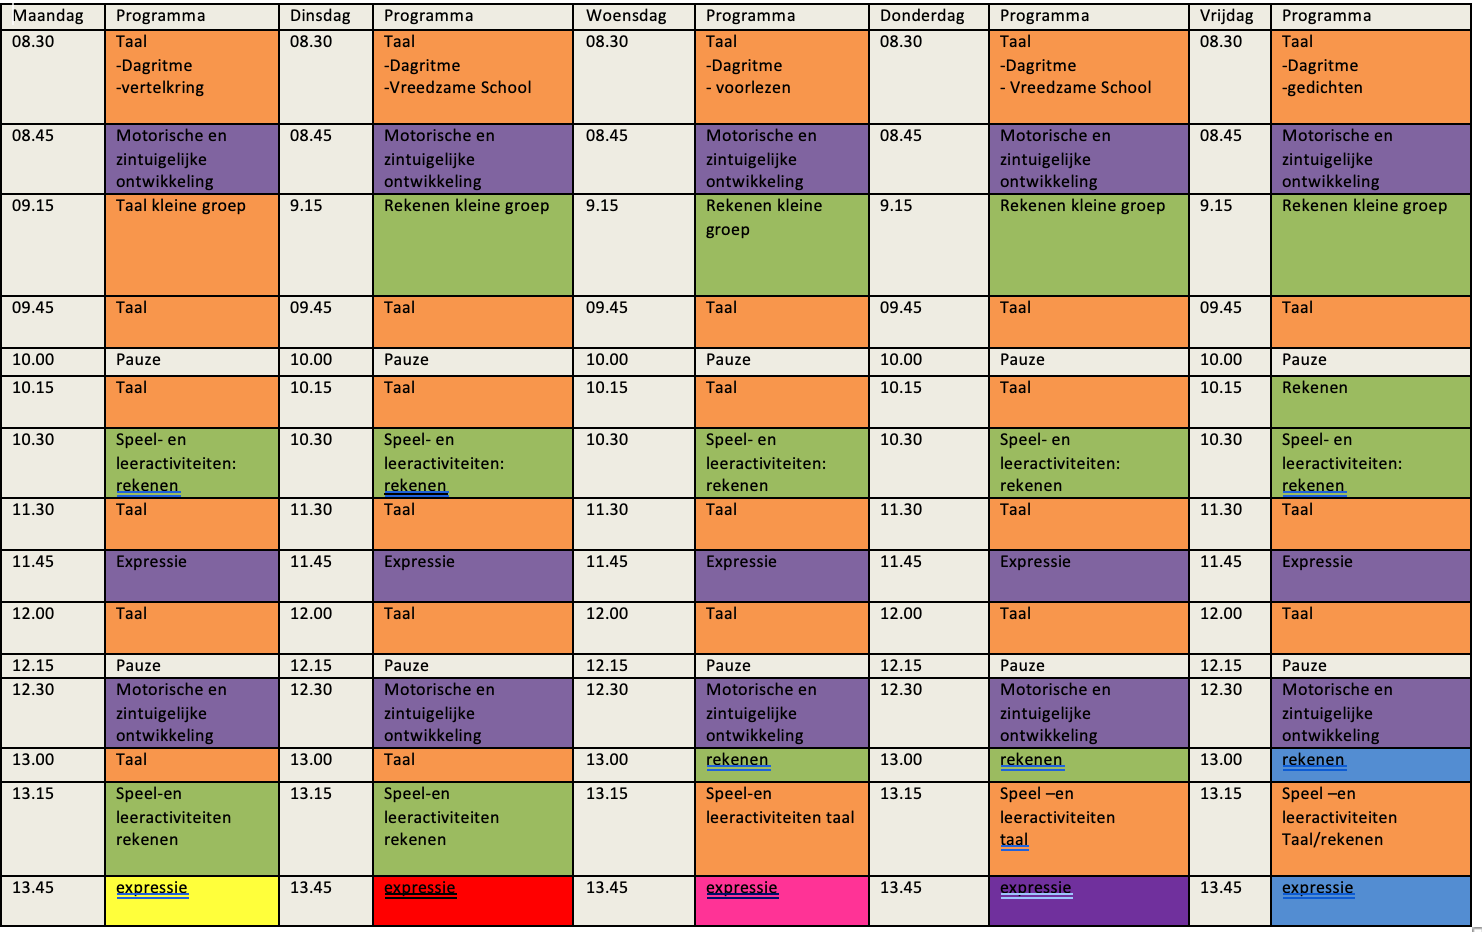 Maandag Programma Dinsdag Programma Woensdag Programma Donderdag Programma Vrijdag Programma
08.30 Taal 08.30 Taal 08.30 Taal 08.30 Taal 08.30 Taal
-Dagritme -Dagritme -Dagritme -Dagritme -Dagritme
-vertelkring -Vreedzame School - voorlezen - Vreedzame School -gedichten
08.45 Motorische en 08.45 Motorische en 08.45 Motorische en 08.45 Motorische en 08.45 Motorische en
zintuigelijke zintuigelijke zintuigelijke zintuigelijke zintuigelijke
ontwikkeling ontwikkeling ontwikkeling ontwikkeling ontwikkeling
09.15 Taal kleine groep 9.15 Rekenen kleine groep 9.15 Rekenen kleine 9.15 Rekenen kleine groep 9.15 Rekenen kleine groep
groep
09.45 Taal 09.45 Taal 09.45 Taal 09.45 Taal 09.45 Taal
10.00 Pauze 10.00 Pauze 10.00 Pauze 10.00 Pauze 10.00 Pauze
10.15 Taal 10.15 Taal 10.15 Taal 10.15 Taal 10.15 Rekenen
10.30 Speel- en 10.30 Speel- en 10.30 Speel- en 10.30 Speel- en 10.30 Speel- en
leeractiviteiten: leeractiviteiten: leeractiviteiten: leeractiviteiten: leeractiviteiten:
rekenen rekenen rekenen rekenen rekenen
11.30 Taal 11.30 Taal 11.30 Taal 11.30 Taal 11.30 Taal
11.45 Expressie 11.45 Expressie 11.45 Expressie 11.45 Expressie 11.45 Expressie
12.00 Taal 12.00 Taal 12.00 Taal 12.00 Taal 12.00 Taal
12.15 Pauze 12.15 Pauze 12.15 Pauze 12.15 Pauze 12.15 Pauze
12.30 Motorische en 12.30 Motorische en 12.30 Motorische en 12.30 Motorische en 12.30 Motorische en
zintuigelijke zintuigelijke zintuigelijke zintuigelijke zintuigelijke
ontwikkeling ontwikkeling ontwikkeling ontwikkeling ontwikkeling
13.00 Taal 13.00 Taal 13.00 rekenen 13.00 rekenen 13.00 rekenen
13.15 Speel-en 13.15 Speel-en 13.15 Speel-en 13.15 Speel –en 13.15 Speel –en
leeractiviteiten leeractiviteiten leeractiviteiten taal leeractiviteiten leeractiviteiten
rekenen rekenen taal Taal/rekenen
13.45 expressie 13.45 expressie 13.45 expressie 13.45 expressie 13.45 expressie